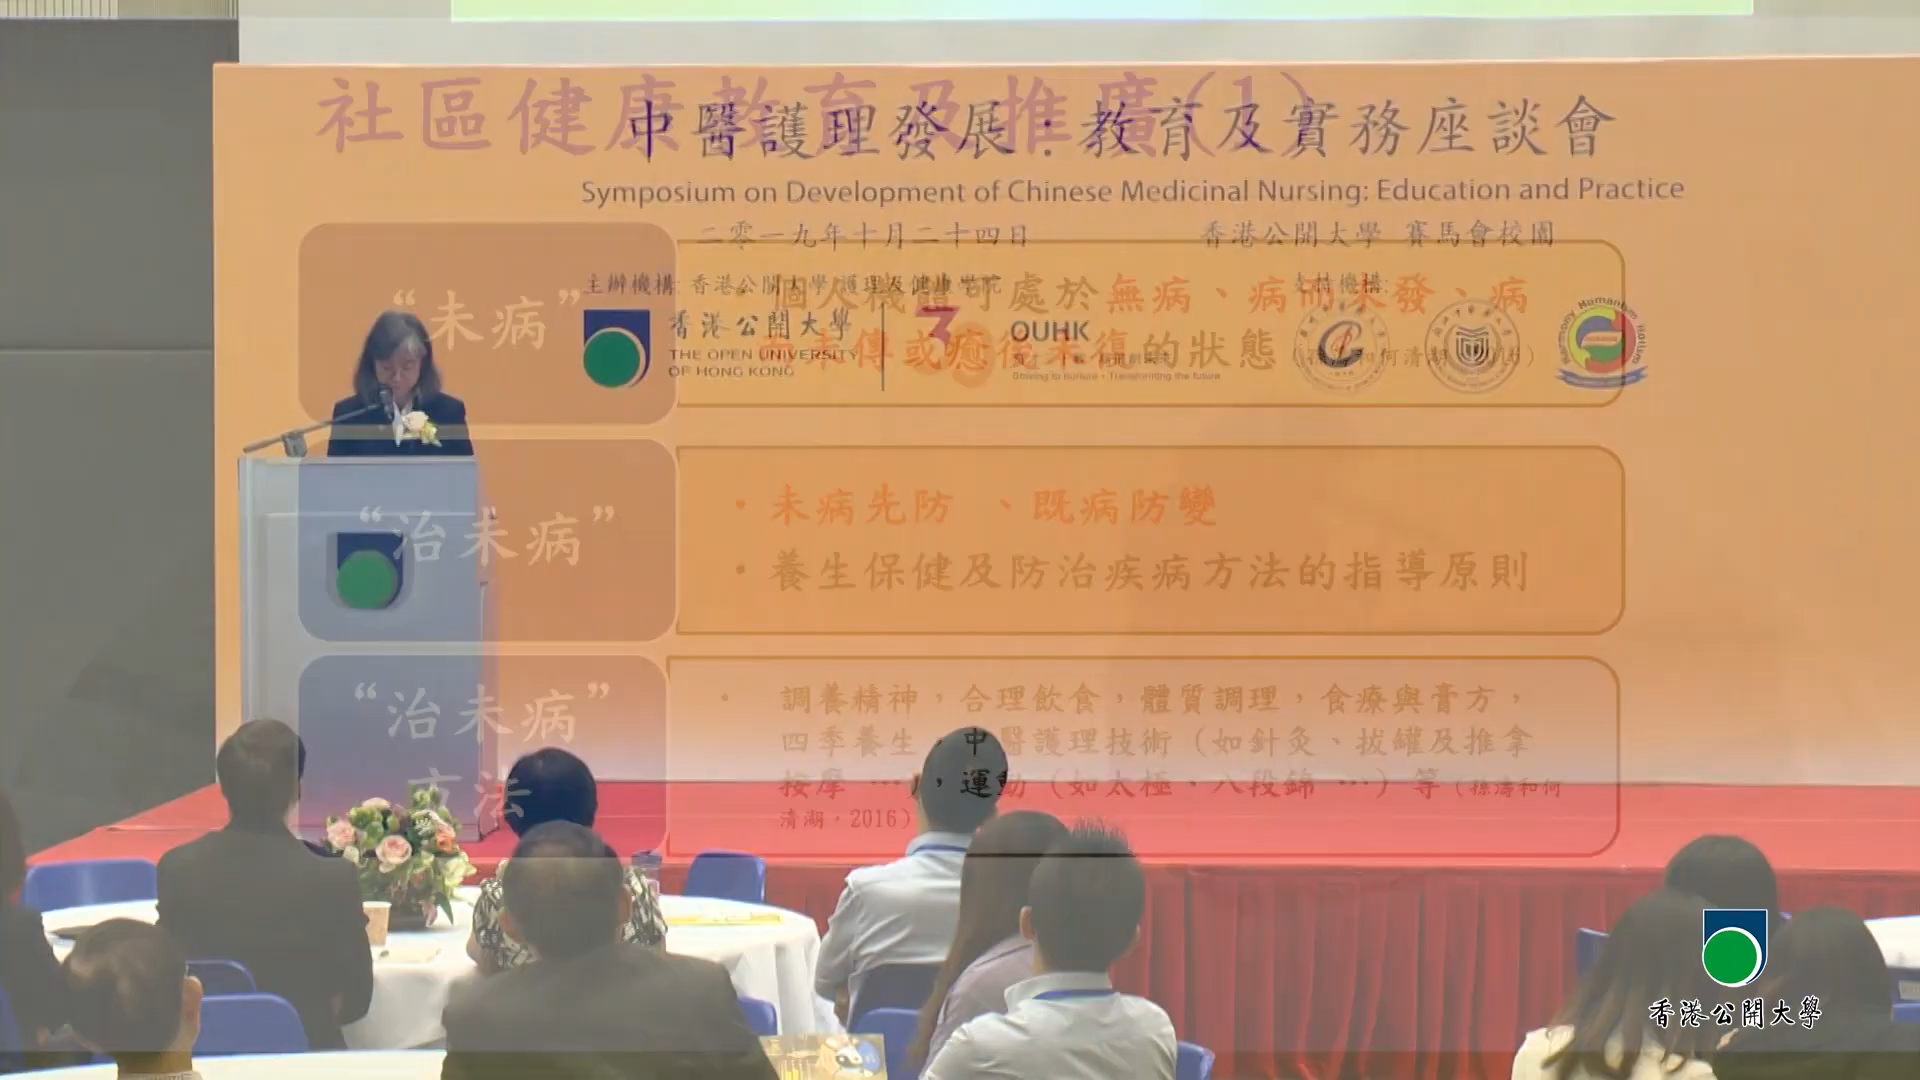 社區健康教育及推廣(1)
中醫護理發展：教育及實務座談會
Symposium on Development of Chinese Medicinal Nursing: Education and Practice
二零一九年十月二十四日
香港公開大學 賽馬會校園
主辦機構: 香港公開大學 護理及健康學院
支持機構:
香港公開大學
THE OPEN UNIVERSITY
OF HONG KONG
OUHK
“未病”
• 個人機體可處於無病、病而未發、病
而未傳或癒後未復的狀態
“治未病”
• 未病先防 、既病防變
• 養生保健及防治疾病方法的指導原則
“治未病”
方法
• 調養精神，合理飲食，體質調理，食療與膏方，
四季養生，中醫護理技術（如針灸、拔罐及推拿
按摩 …），運動（如太極、八段錦 …）等（孫濤和何
清湖，2016）
香港公開大學